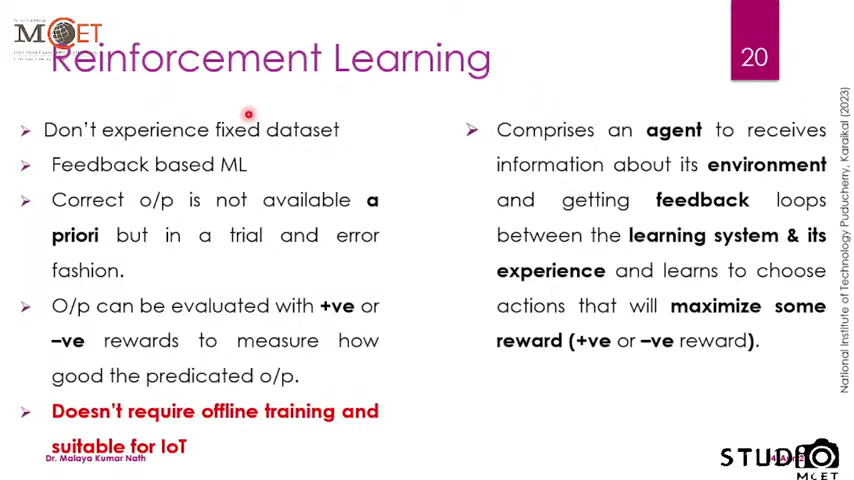 MCET
Reinforcement Learning
20
Don't experience fixed dataset
Feedback based ML
Correct o/p is not available a
priori but in a trial and error
fashion.
O/p can be evaluated with +ve or
–ve rewards to measure how
good the predicated o/p.
Doesn't require offline training and
suitable for IoT
Comprises an agent to receives
information about its environment
and getting feedback loops
between the learning system & its
experience and learns to choose
actions that will maximize some
reward (+ve or –ve reward).
National Institute of Technology Puducherry, Karaikal (2023)
Dr. Malaya Kumar Nath
STUDIO
MCET